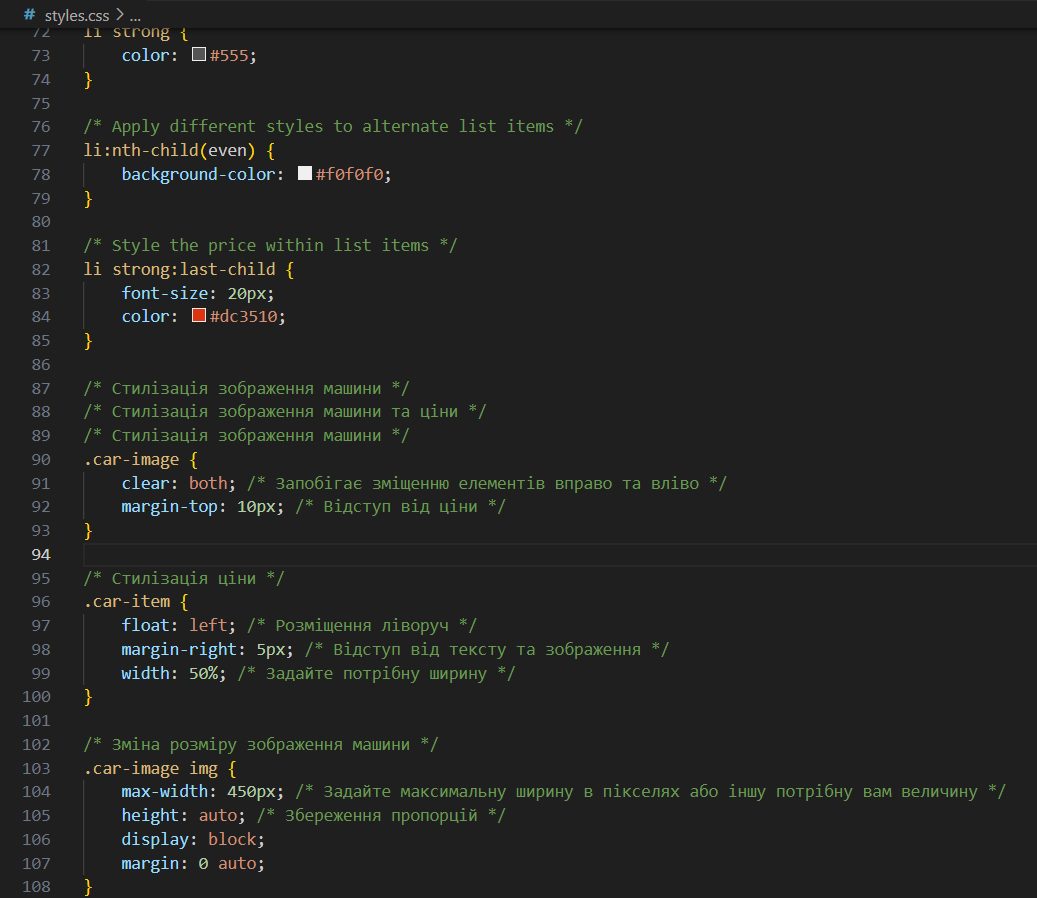 # styles.css > ...
72 li strong {
73 color: #555;
74 }
75
76 /* Apply different styles to alternate list items */
77 li:nth-child(even) {
78 background-color: #f0f0f0;
79 }
80
81 /* Style the price within list items */
82 li strong:last-child {
83 font-size: 20px;
84 color: #dc3510;
85 }
86
87 /* Стилізація зображення машини */
88 /* Стилізація зображення машини та ціни */
89 /* Стилізація зображення машини */
90 .car-image {
91 clear: both; /* Запобігає зміщенню елементів вправо та вліво */
92 margin-top: 10px; /* Відступ від ціни */
93 }
94
95 /* Стилізація ціни */
96 .car-item {
97 float: left; /* Розміщення ліворуч */
98 margin-right: 5px; /* Відступ від тексту та зображення */
99 width: 50%; /* Задайте потрібну ширину */
100 }
101
102 /* Зміна розміру зображення машини */
103 .car-image img {
104 max-width: 450px; /* Задайте максимальну ширину в пікселях або іншу потрібну вам величину */
105 height: auto; /* Збереження пропорцій */
106 display: block;
107 margin: 0 auto;
108 }